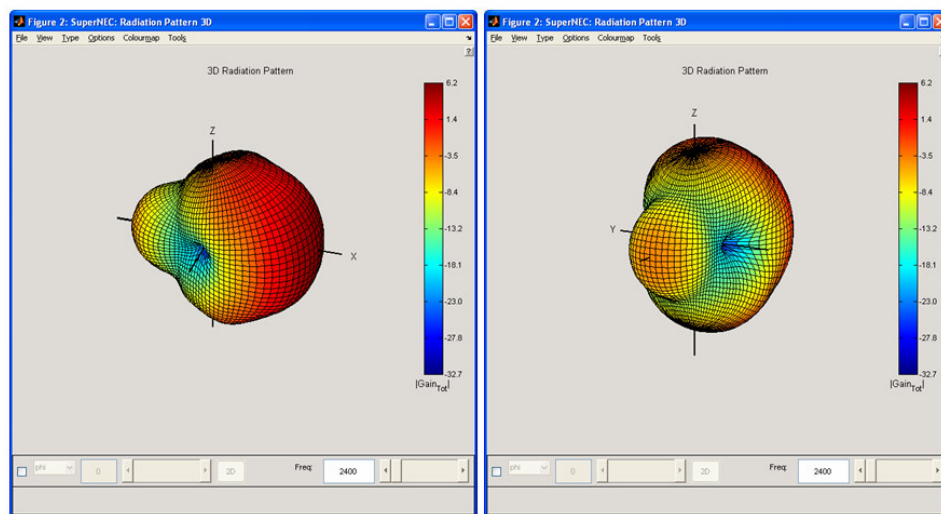 Figure 2: SuperNEC: Radiation Pattern 3D
File View Type Options Colourmap Tools
?
3D Radiation Pattern
Z
X
6.2
1.4
-3.5
-8.4
-13.2
-18.1
-23.0
-27.8
-32.7
|GainTot|
phi
0
2D
Freq:
2400
Figure 2: SuperNEC: Radiation Pattern 3D
File View Type Options Colourmap Tools
3D Radiation Pattern
Z
Y
6.2
1.4
-3.5
-8.4
-13.2
-18.1
-23.0
-27.8
-32.7
|GainTot|
phi
0
2D
Freq:
2400